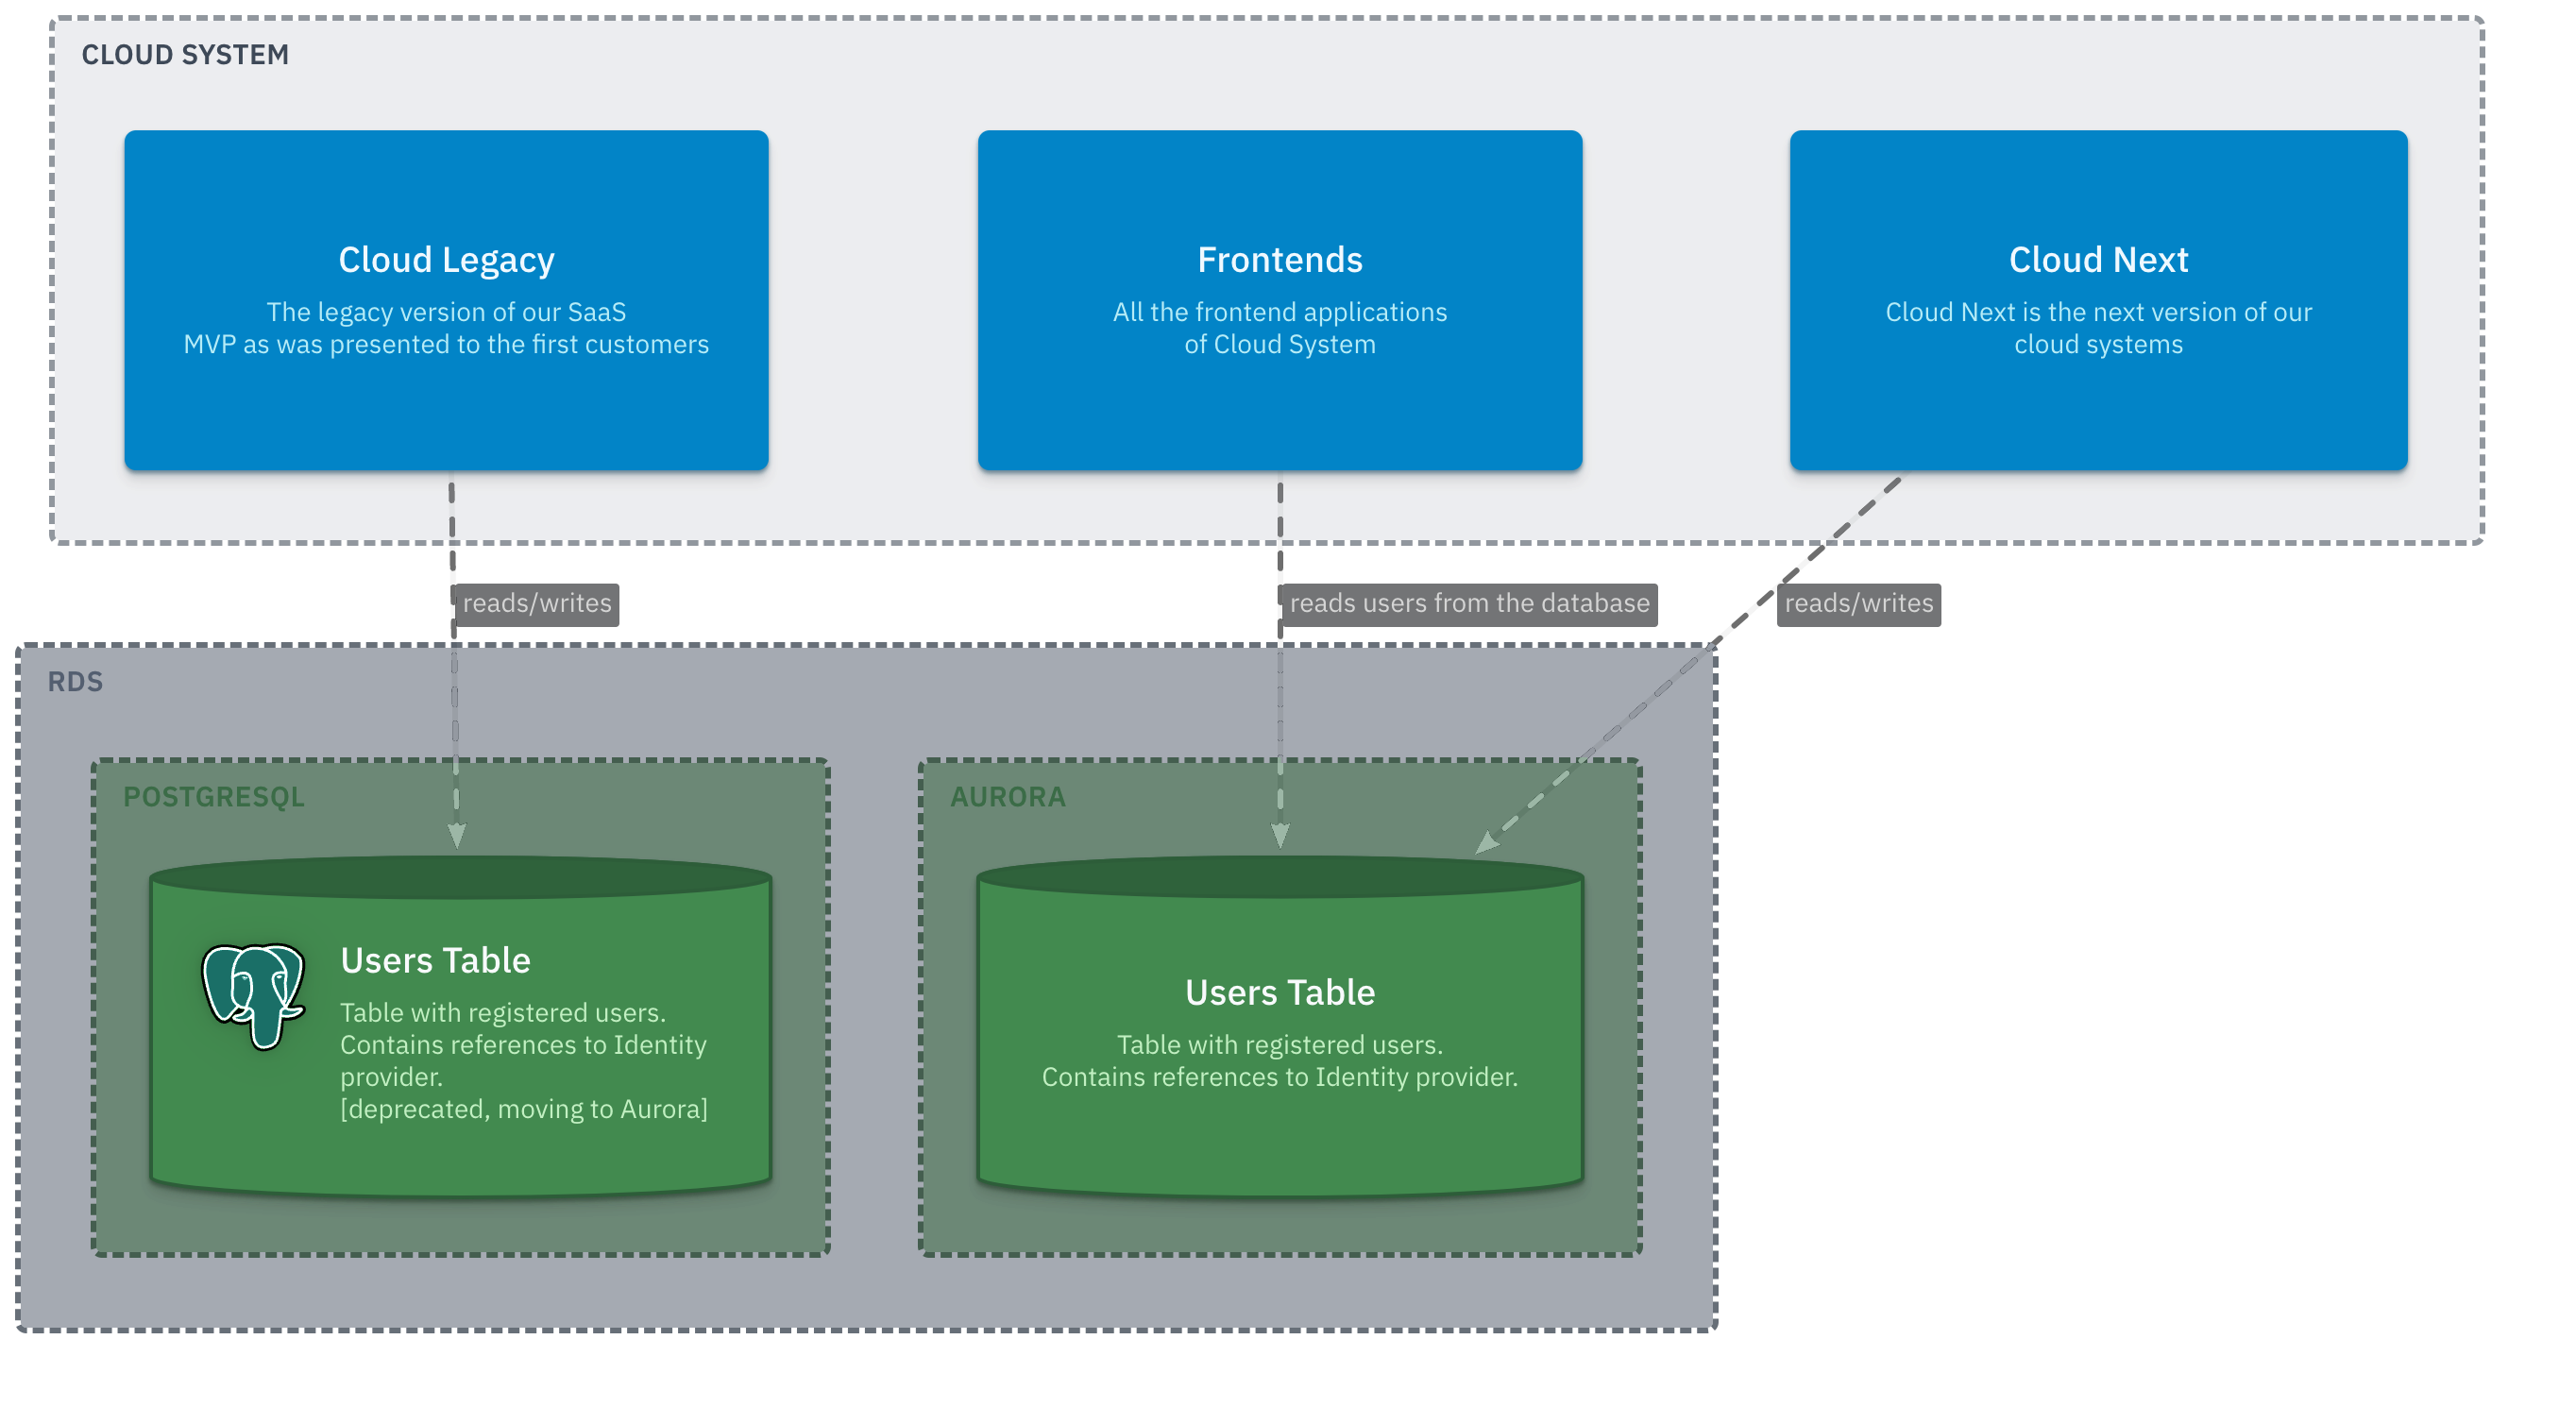 CLOUD SYSTEM
Cloud Legacy
The legacy version of our SaaS
MVP as was presented to the first customers
Frontends
All the frontend applications
of Cloud System
Cloud Next
Cloud Next is the next version of our
cloud systems
reads/writes
reads users from the database
reads/writes
RDS
POSTGRESQL
Users Table
Table with registered users.
Contains references to Identity
provider.
[deprecated, moving to Aurora]
AURORA
Users Table
Table with registered users.
Contains references to Identity provider.